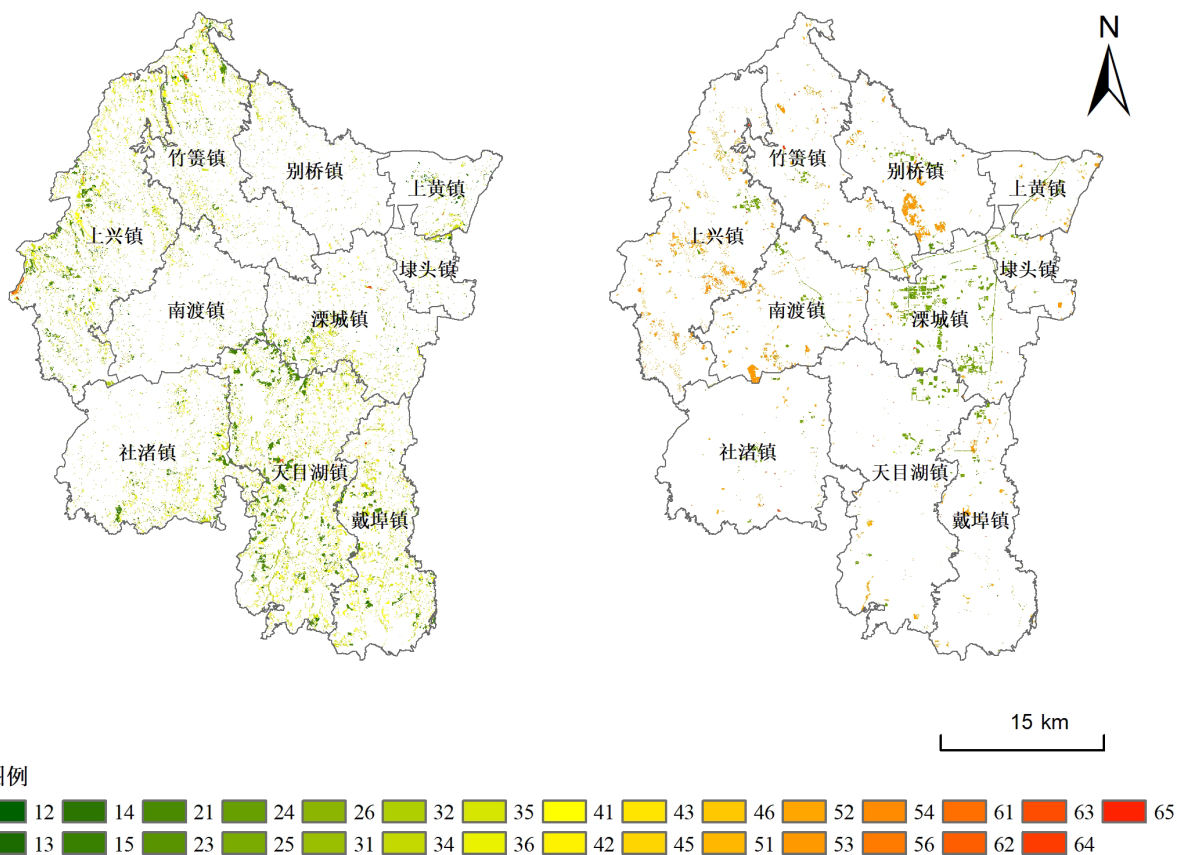 N
竹箦镇
别桥镇
上黄镇
上兴镇
埭头镇
南渡镇
溧城镇
社渚镇
天目湖镇
戴埠镇
竹箦镇
别桥镇
上黄镇
上兴镇
埭头镇
南渡镇
溧城镇
社渚镇
天目湖镇
戴埠镇
15 km
图例
12 14 21 24 26 32 35 41 43 46 52 54 61 63 65
13 15 23 25 31 34 36 42 45 51 53 56 62 64